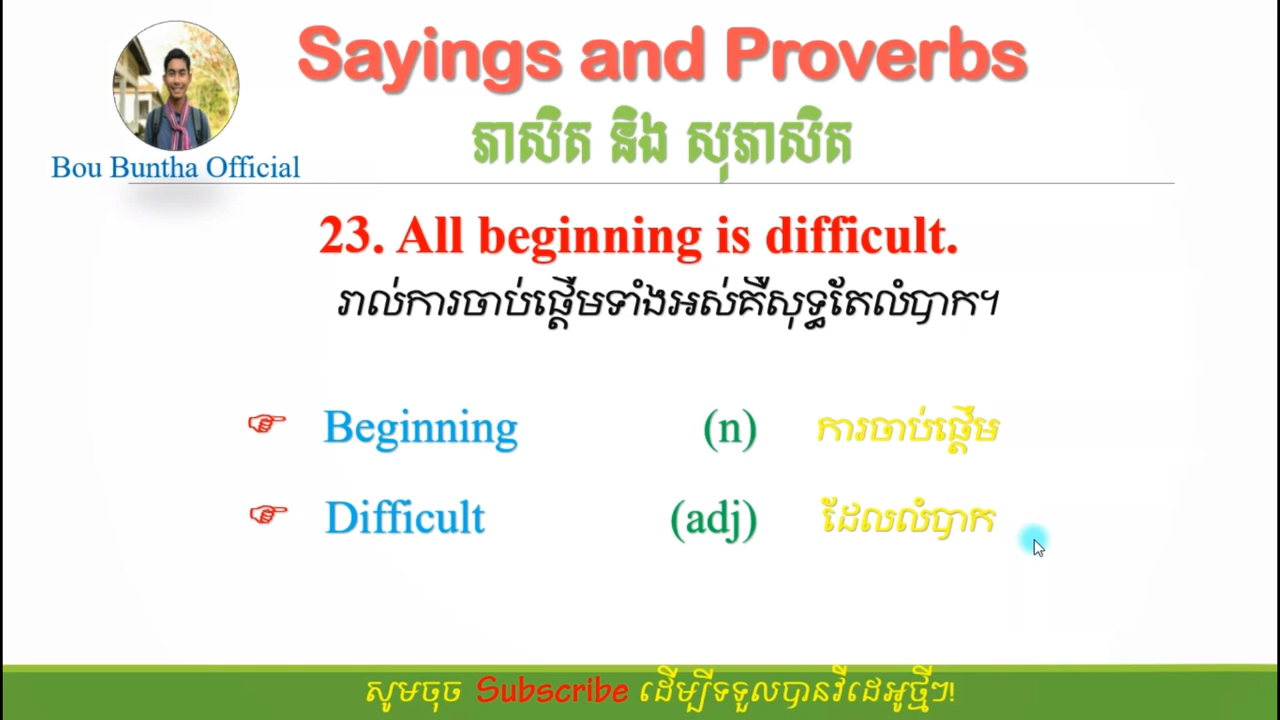 Sayings and Proverbs
ភាសិត និង សុភាសិត
Bou Buntha Official
23. All beginning is difficult.
រាល់ការចាប់ផ្តើមទាំងអស់គឺសុទ្ធតែលំបាក។
Beginning (n) ការចាប់ផ្តើម
Difficult (adj) ដែលលំបាក
សូមចុច Subscribe ដើម្បីទទួលបានវីដេអូថ្មីៗ!